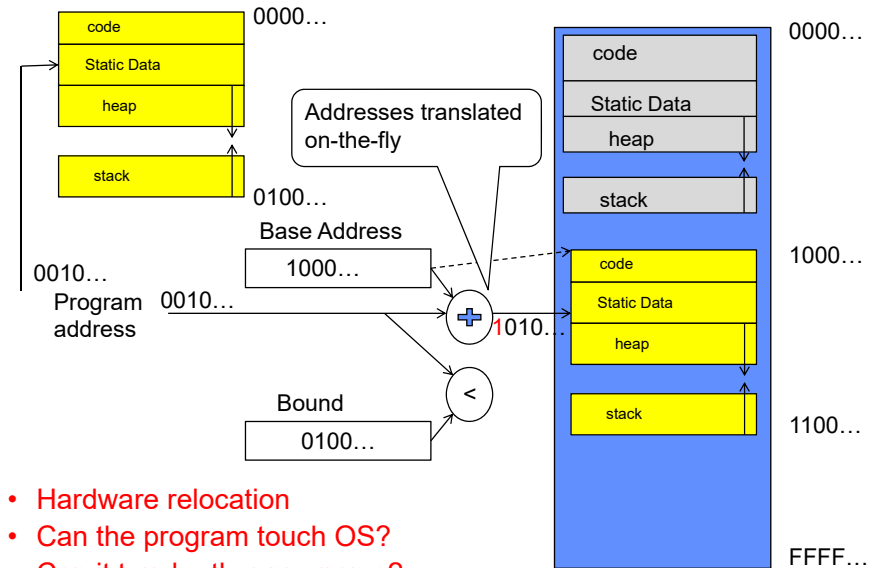 code
0000…
Static Data
heap
stack
0100…
Addresses translated
on-the-fly
Base Address
1000…
0010…
Program
address
0010…
+
1010…
<
Bound
0100…
0000…
code
Static Data
heap
stack
code
1000…
Static Data
heap
stack
1100…
FFFF…
• Hardware relocation
• Can the program touch OS?